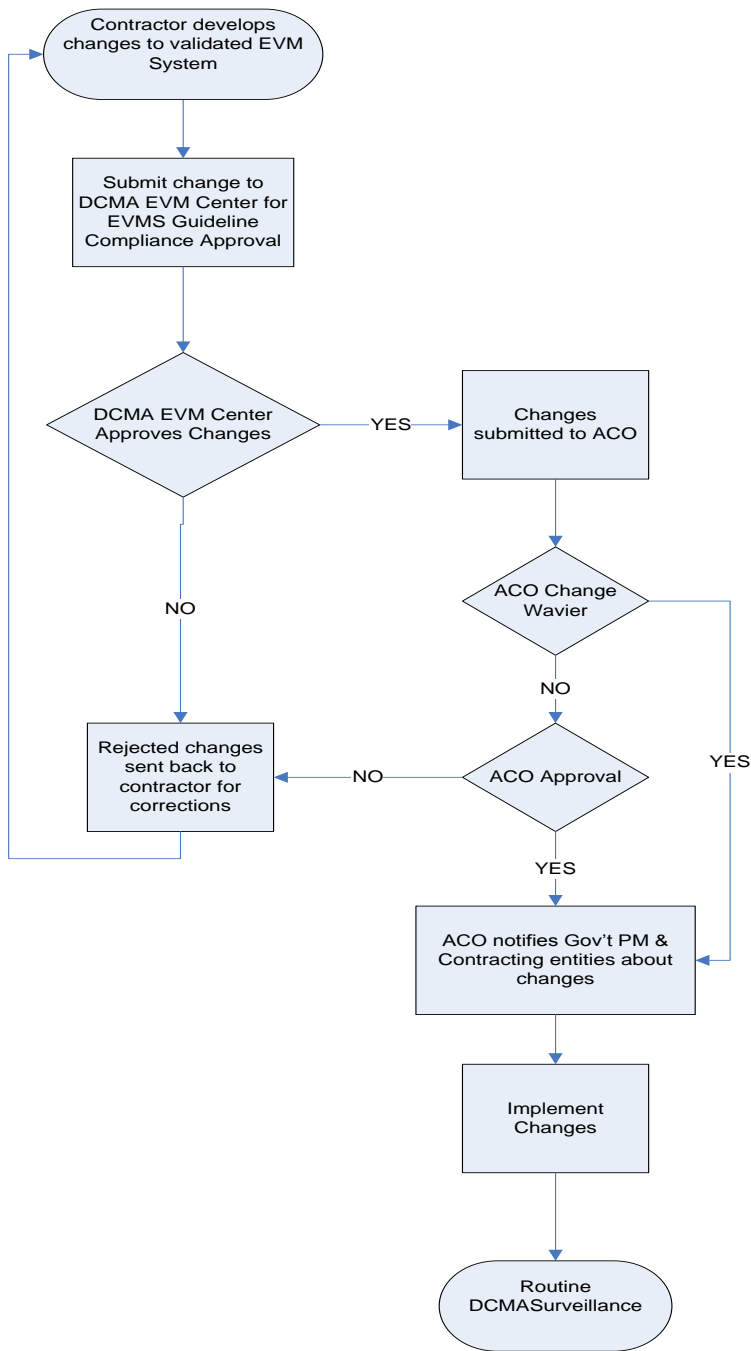 Contractor develops
changes to validated EVM
System
Submit change to
DCMA EVM Center for
EVMS Guideline
Compliance Approval
DCMA EVM Center
Approves Changes
YES
Changes
submitted to ACO
NO
ACO Change
Wavier
NO
YES
Rejected changes
sent back to
contractor for
corrections
NO
ACO Approval
YES
ACO notifies Gov’t PM &
Contracting entities about
changes
Implement
Changes
Routine
DCMASurveillance